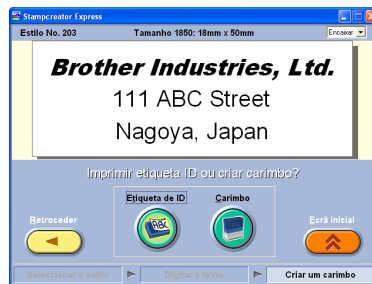 Stampcreator Express
Estilo No. 203 Tamanho 1850: 18mm x 50mm Encaixar
Brother Industries, Ltd.
111 ABC Street
Nagoya, Japan
Imprimir etiqueta ID ou criar carimbo?
Etiqueta de ID Carimbo
Retroceder Ecrã inicial
ABC
Seleccionar o estilo Digitar o texto Criar um carimbo